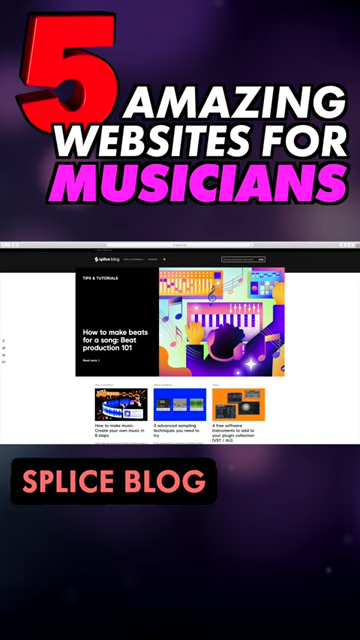 5 AMAZING
WEBSITES FOR
MUSICIANS
splice blog
TIPS & TUTORIALS
How to make beats
for a song: Beat
production 101
Read more
How to make music:
Create your own music in
6 steps
3 advanced sampling
techniques you need to
try
4 free software
instruments to add to
your plugin collection
(VST / AU)
SPLICE BLOG